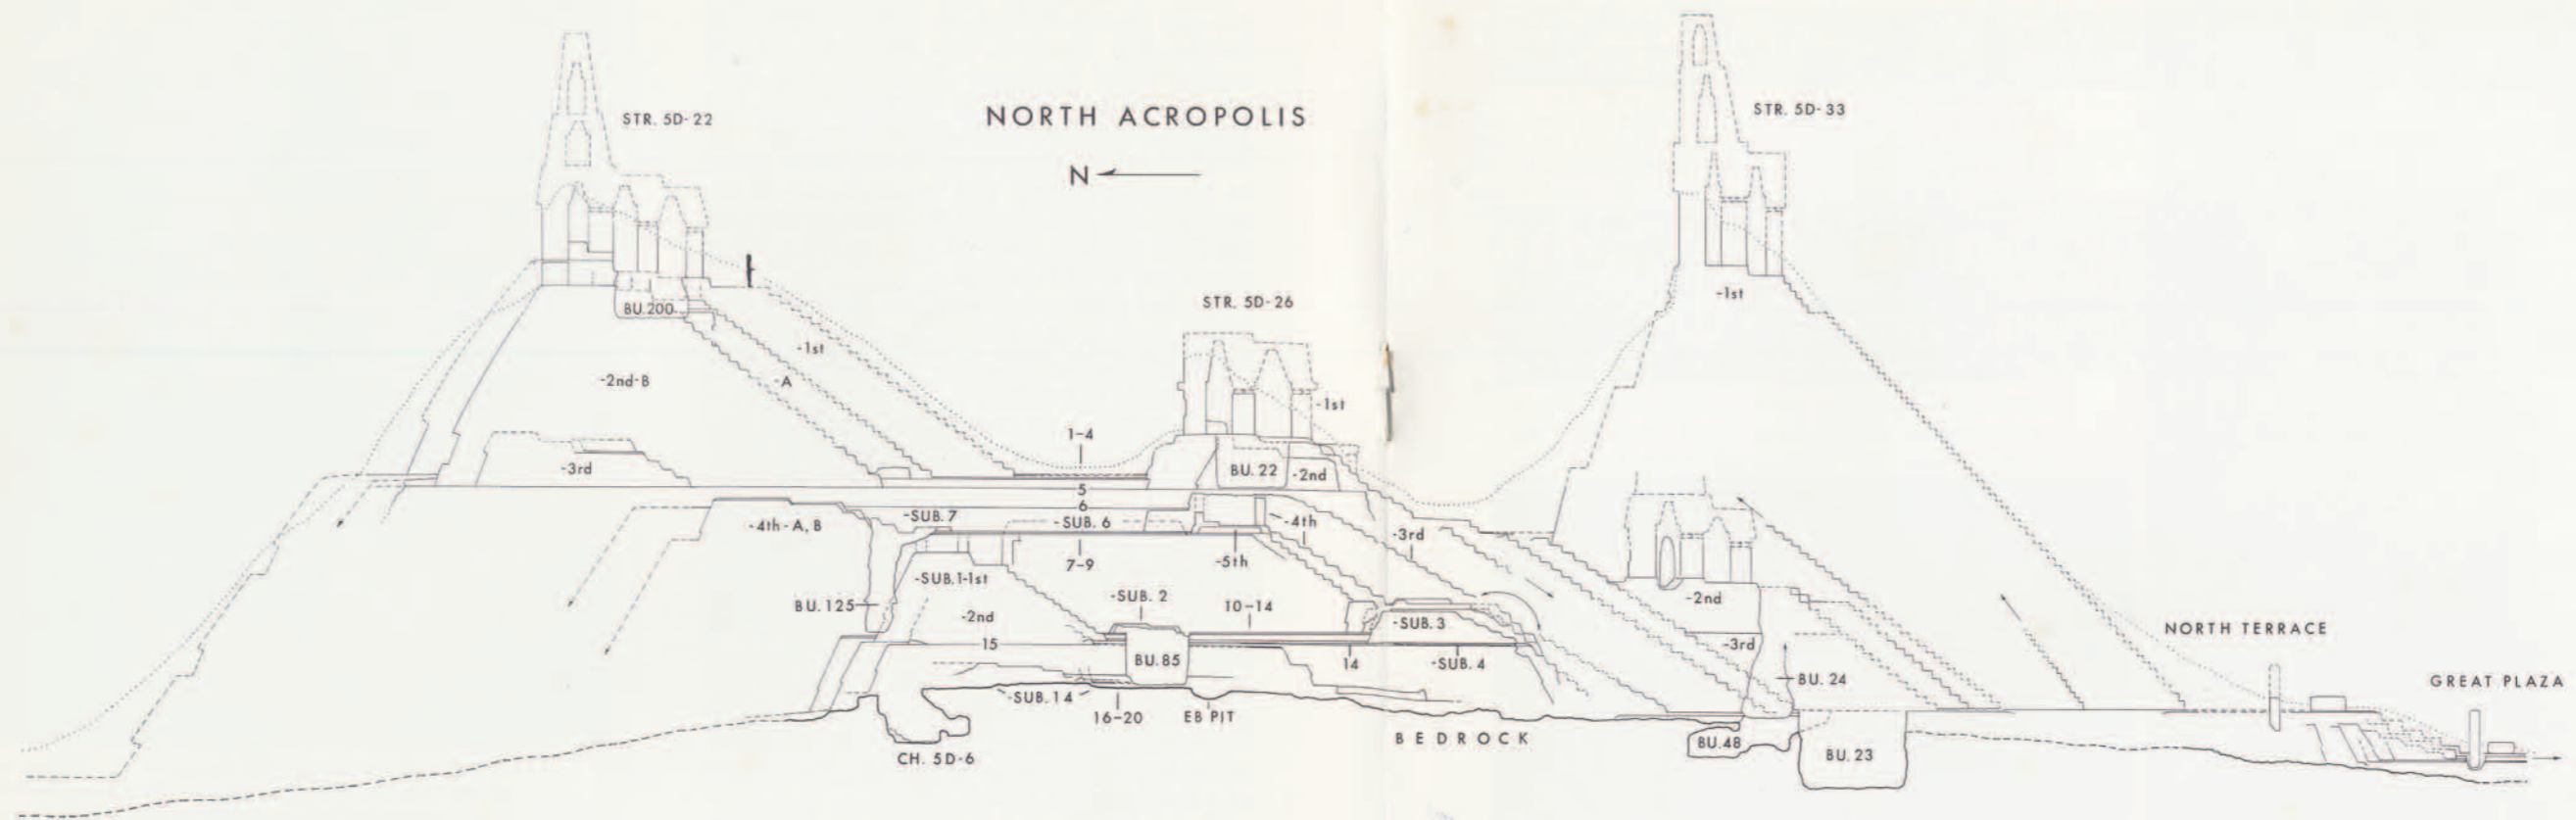 STR. 5D-22
NORTH ACROPOLIS
STR. 5D-33
N
STR. 5D-26
BU. 200
-1st
-1st
-2nd-B
-A
-1st
1-4
-3rd
BU. 22
-2nd
5
6
-4th-A, B
-SUB. 7
-SUB. 6
-4th
-3rd
7-9
-5th
-SUB. 1-1st
BU. 125
-SUB. 2
10-14
-2nd
-2nd
-SUB. 3
NORTH TERRACE
15
BU. 85
14
-SUB. 4
-3rd
BU. 24
GREAT PLAZA
-SUB. 14
16-20
EB PIT
BEDROCK
BU. 48
CH. 5D-6
BU. 23